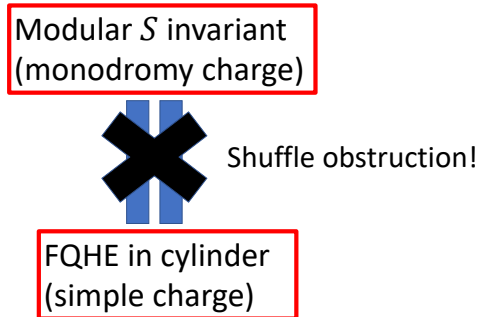 Modular S invariant
(monodromy charge)
Shuffle obstruction!
FQHE in cylinder
(simple charge)